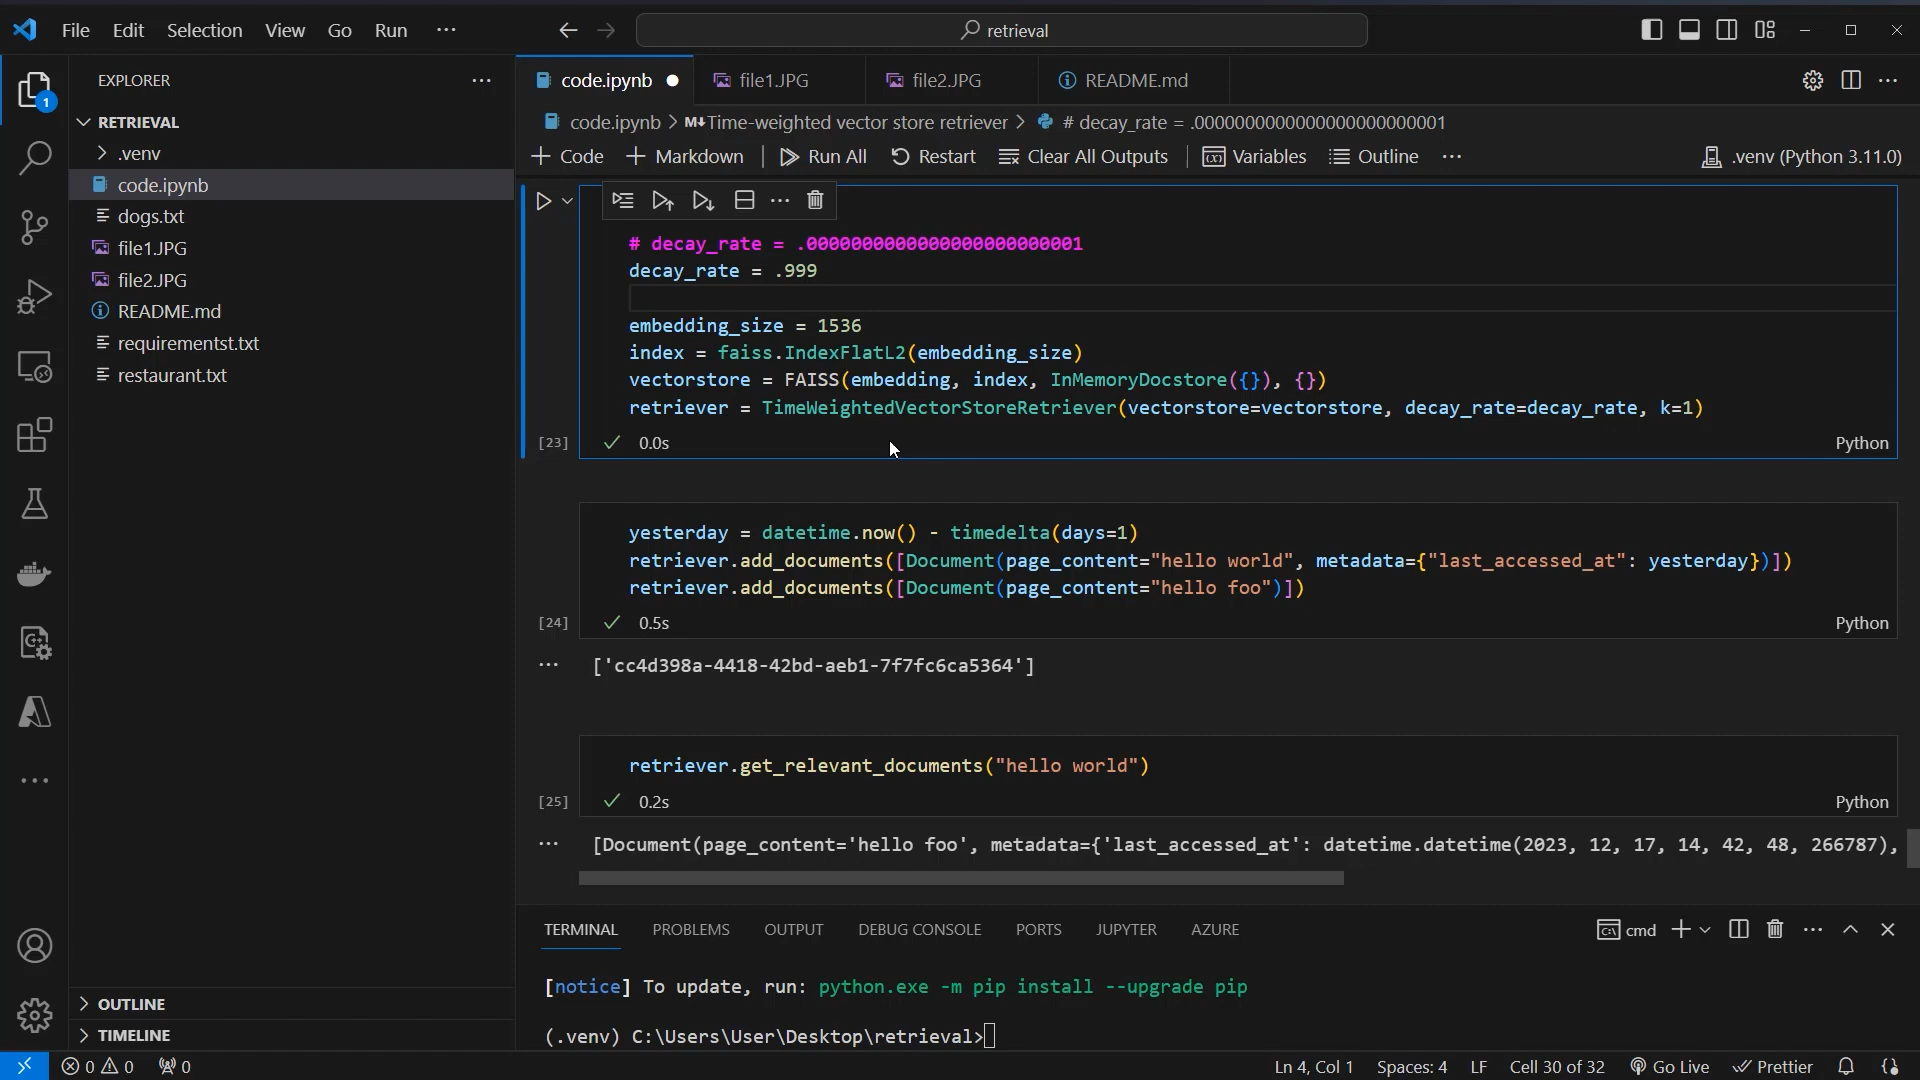 File Edit Selection View Go Run ···
retrieval
EXPLORER
RETRIEVAL
.venv
code.ipynb
dogs.txt
file1.JPG
file2.JPG
README.md
requirementst.txt
restaurant.txt
OUTLINE
TIMELINE
1
code.ipynb file1.JPG file2.JPG README.md
code.ipynb > M↓Time-weighted vector store retriever > # decay_rate = .0000000000000000000000001
+ Code + Markdown | Run All Restart Clear All Outputs | Variables Outline ··· .venv (Python 3.11.0)
# decay_rate = .0000000000000000000000001
decay_rate = .999
embedding_size = 1536
index = faiss.IndexFlatL2(embedding_size)
vectorstore = FAISS(embedding, index, InMemoryDocstore({}), {})
retriever = TimeWeightedVectorStoreRetriever(vectorstore=vectorstore, decay_rate=decay_rate, k=1)
[23] ✓ 0.0s Python
yesterday = datetime.now() - timedelta(days=1)
retriever.add_documents([Document(page_content="hello world", metadata={"last_accessed_at": yesterday})])
retriever.add_documents([Document(page_content="hello foo")])
[24] ✓ 0.5s Python
['cc4d398a-4418-42bd-aeb1-7f7fc6ca5364']
retriever.get_relevant_documents("hello world")
[25] ✓ 0.2s Python
[Document(page_content='hello foo', metadata={'last_accessed_at': datetime.datetime(2023, 12, 17, 14, 42, 48, 266787),
TERMINAL PROBLEMS OUTPUT DEBUG CONSOLE PORTS JUPYTER AZURE cmd
[notice] To update, run: python.exe -m pip install --upgrade pip
(.venv) C:\Users\User\Desktop\retrieval>
0 0 0 Ln 4, Col 1 Spaces: 4 LF Cell 30 of 32 Go Live Prettier